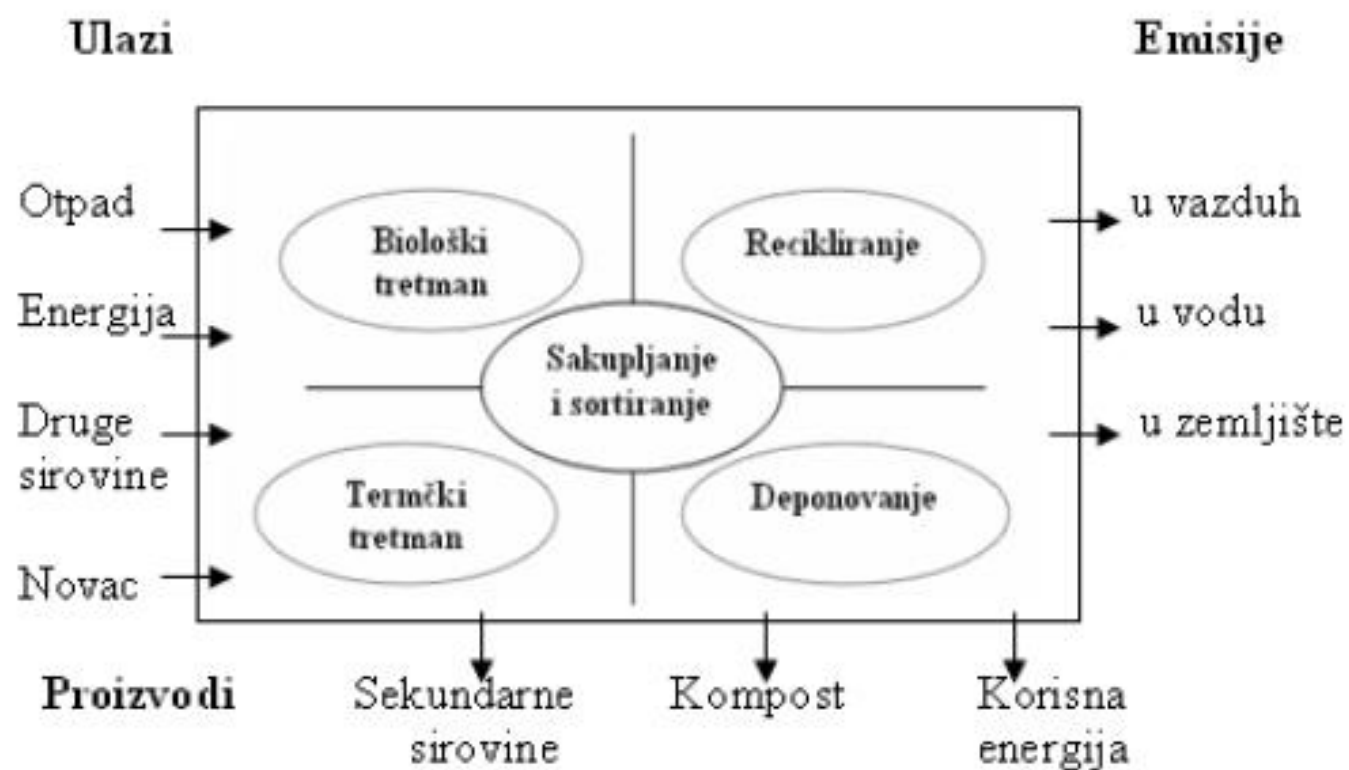 Ulazi
Emisije
Otpad
Energija
Druge
sirovine
Novac
Biološki
tretman
Recikliranje
Sakupljanje
i sortiranje
Termčki
tretman
Deponovanje
u vazduh
u vodu
u zemljište
Proizvodi
Sekundarne
sirovine
Kompost
Korisna
energija